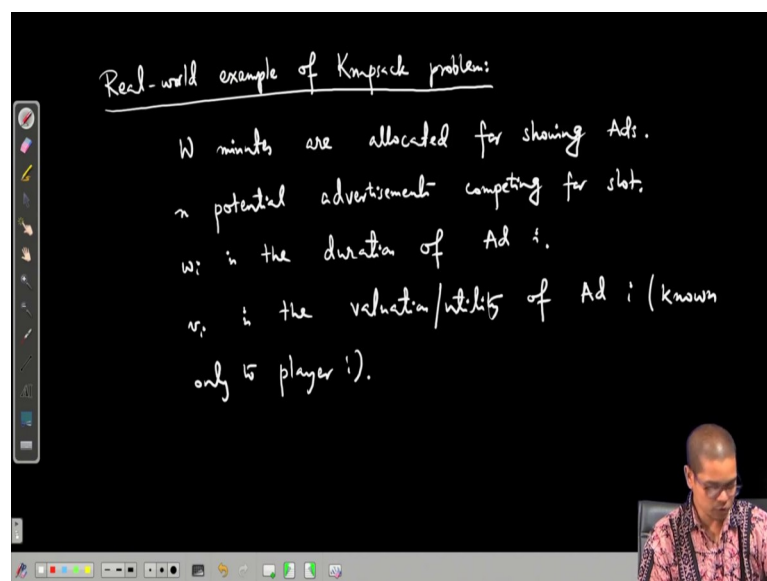 Real-world example of Knapsack problem:
W minutes are allocated for showing Ads.
n potential advertisement competing for slot.
wi is the duration of Ad i.
vi is the valuation/utility of Ad i (known
only to player i).